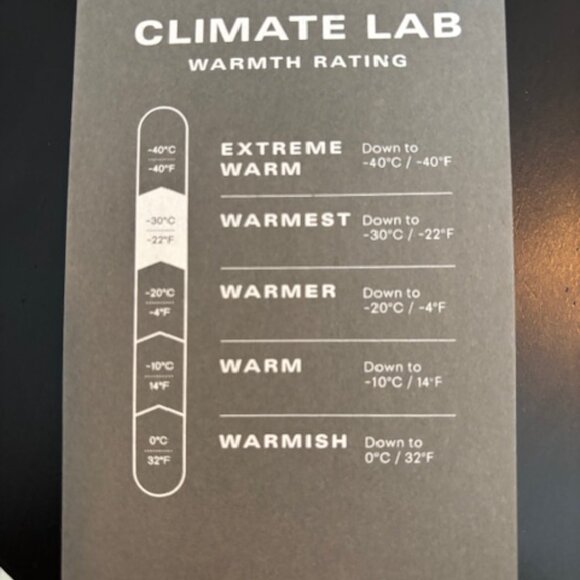 CLIMATE LAB
WARMTH RATING
-40°C
-40°F
EXTREME
WARM
Down to
-40°C / -40°F
-30°C
-22°F
WARMEST
Down to
-30°C / -22°F
-20°C
-4°F
WARMER
Down to
-20°C / -4°F
-10°C
14°F
WARM
Down to
-10°C / 14°F
0°C
32°F
WARMISH
Down to
0°C / 32°F